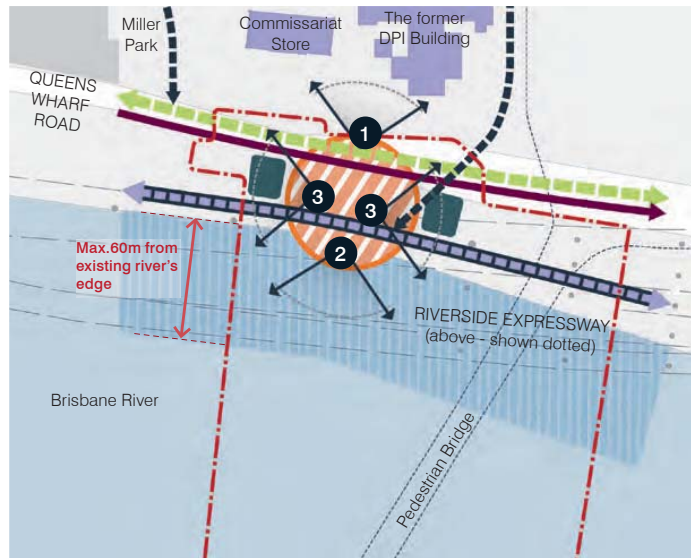 Miller
Park
Commissariat
Store
The former
DPI Building
QUEENS
WHARF
ROAD
1
3
3
2
Max.60m from
existing river's
edge
RIVERSIDE EXPRESSWAY
(above - shown dotted)
Brisbane River
Pedestrian Bridge